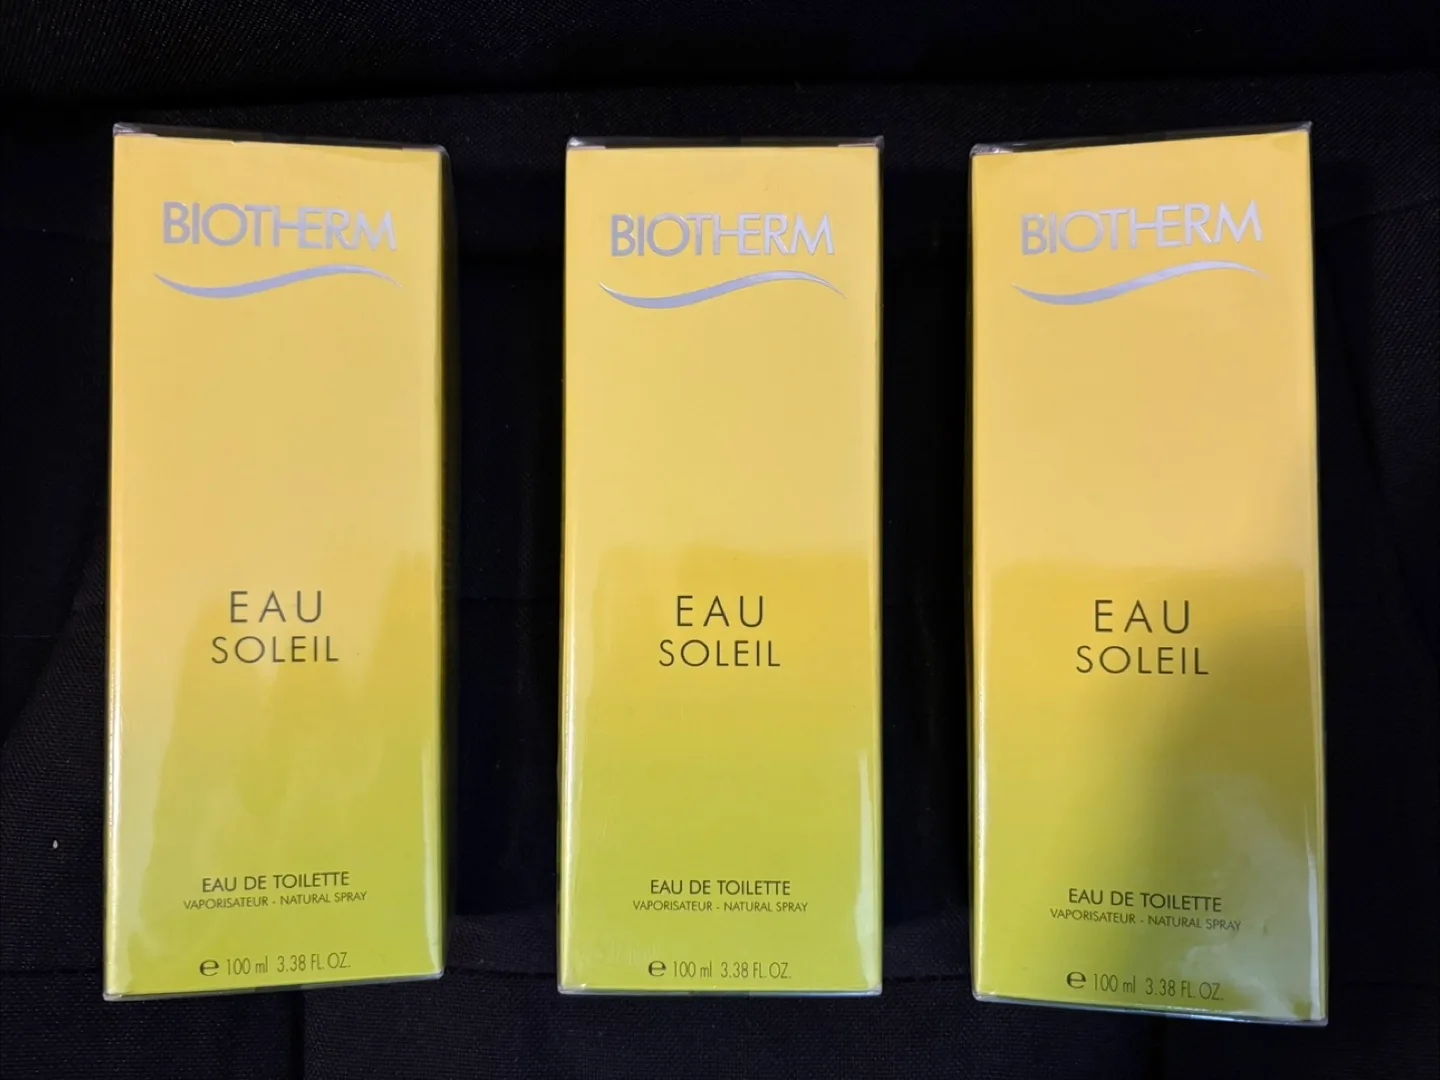 BIOTHERM
EAU
SOLEIL
EAU DE TOILETTE
VAPORISATEUR - NATURAL SPRAY
e 100 ml 3.38 FL. OZ.
BIOTHERM
EAU
SOLEIL
EAU DE TOILETTE
VAPORISATEUR - NATURAL SPRAY
e 100 ml 3.38 FL. OZ.
BIOTHERM
EAU
SOLEIL
EAU DE TOILETTE
VAPORISATEUR - NATURAL SPRAY
e 100 ml 3.38 FL. OZ.